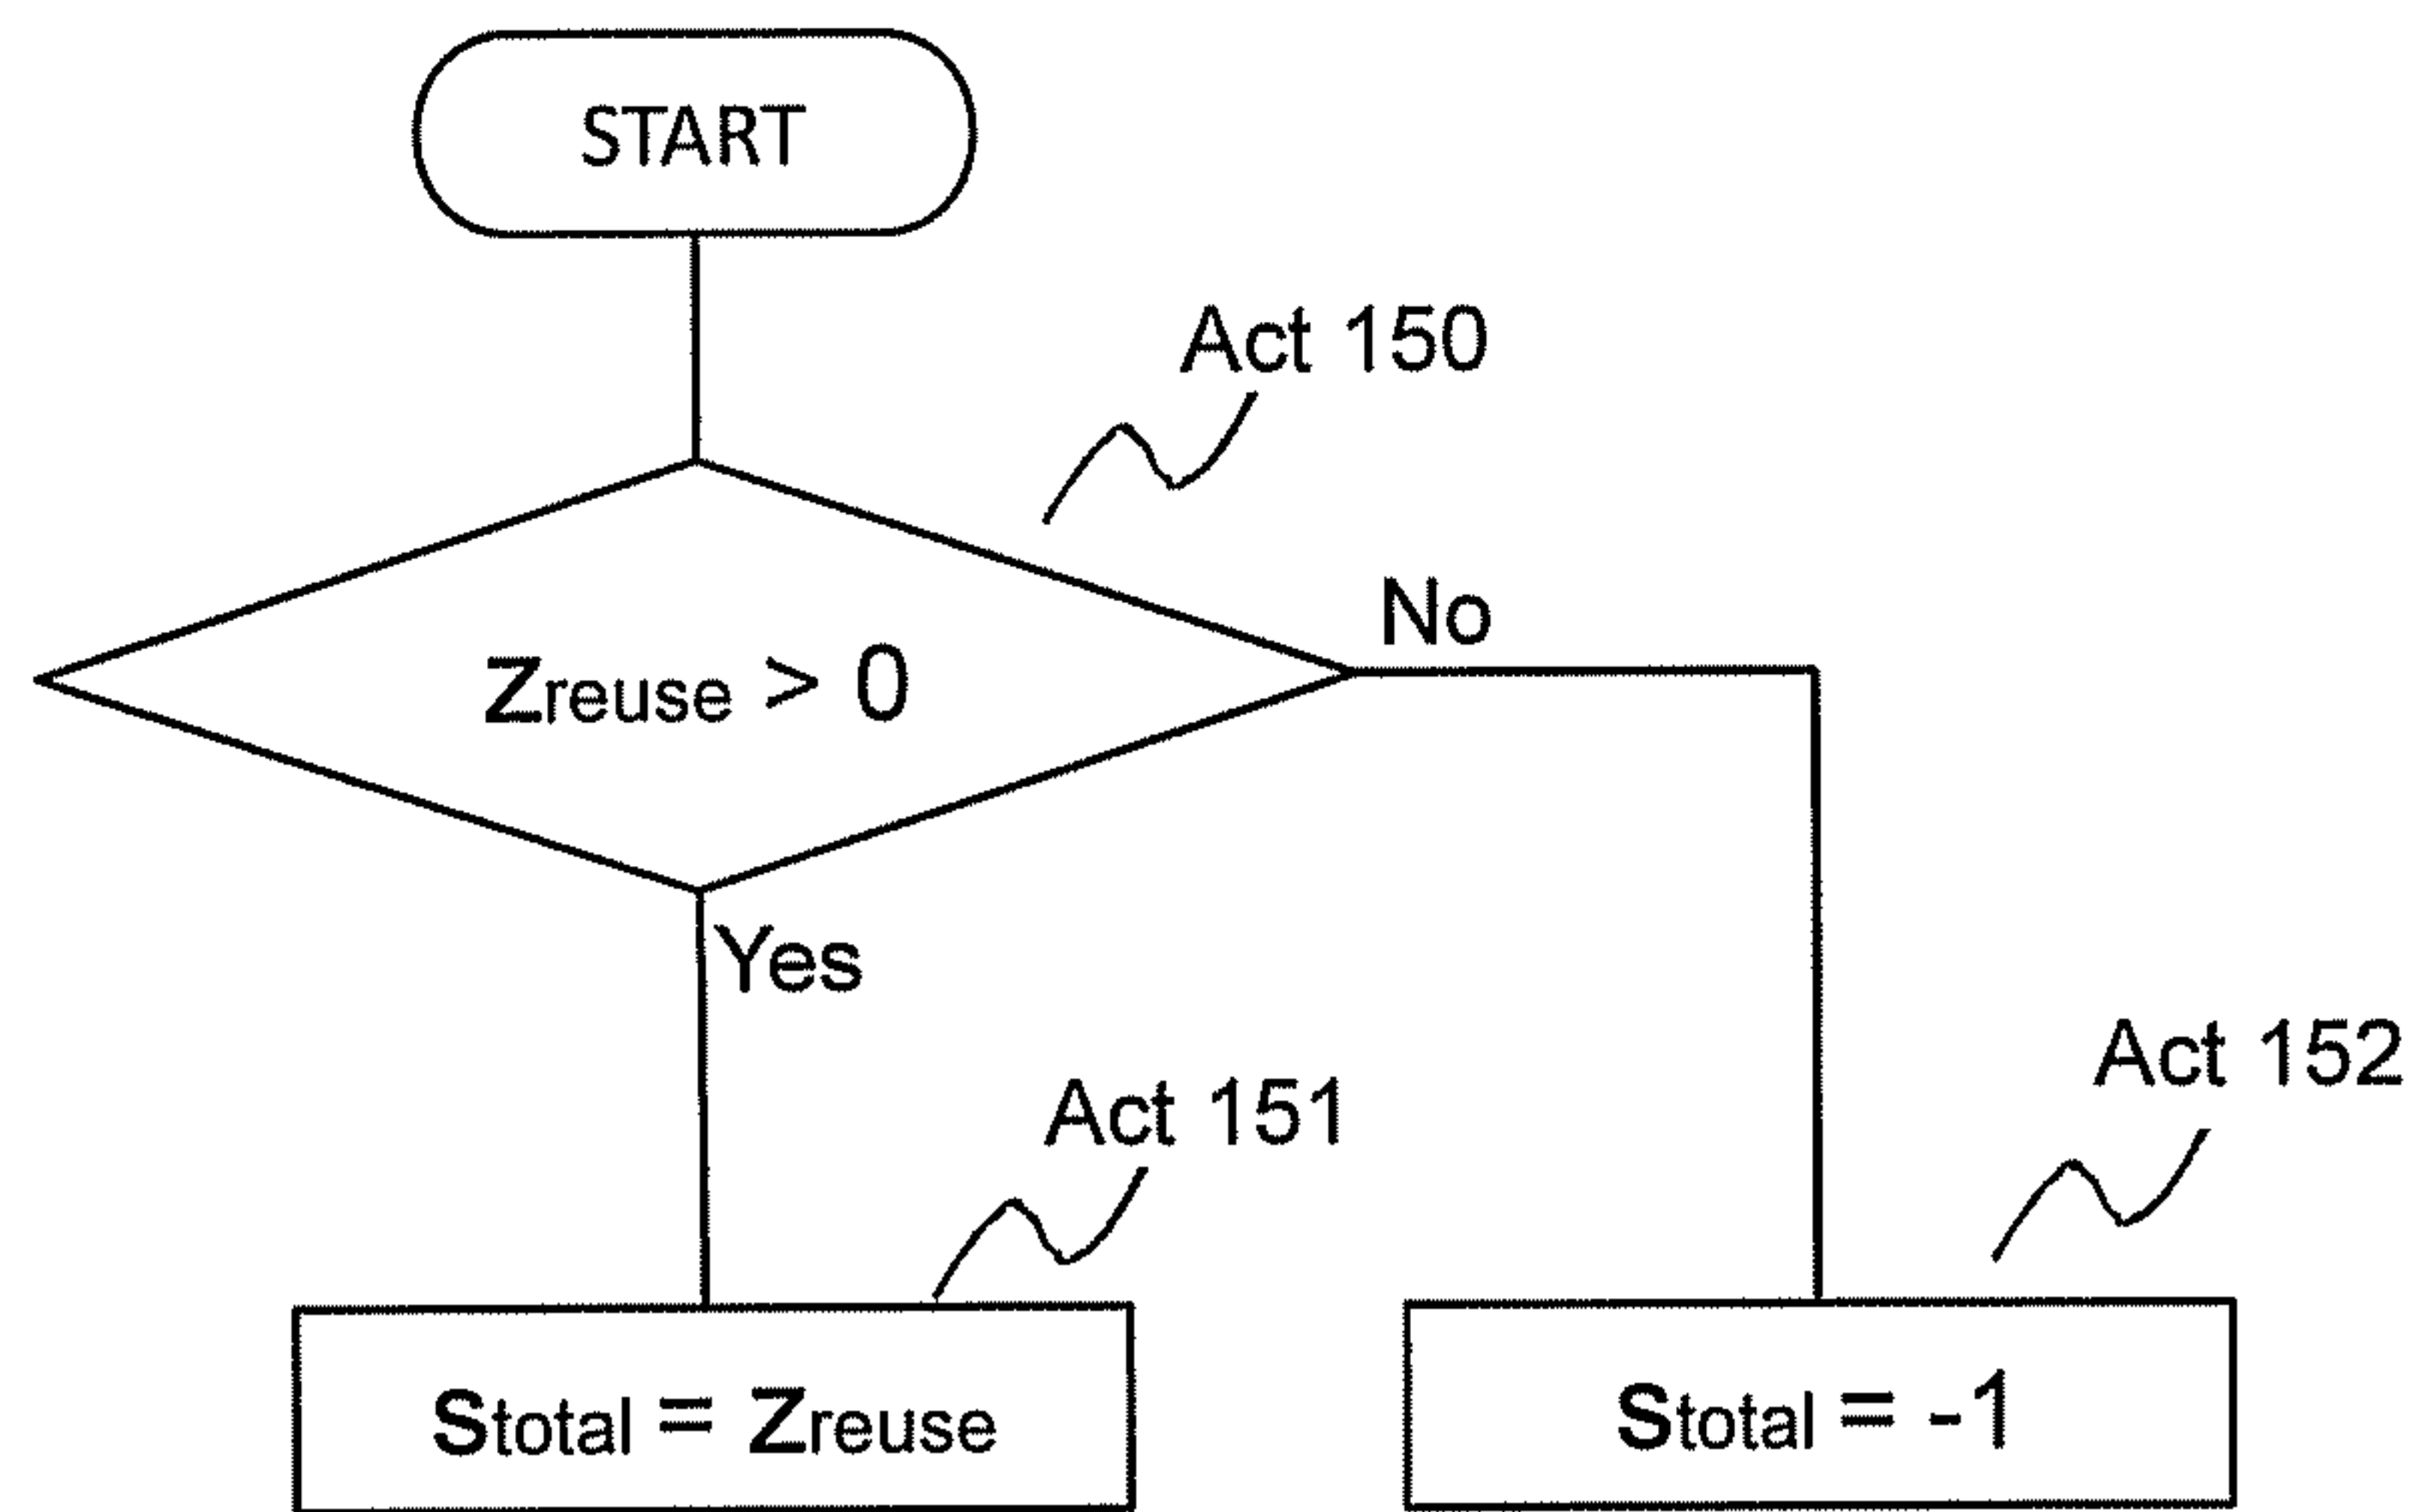 START
Act 150
No
Zreuse > 0
Yes
Act 152
Act 151
Stotal = Zreuse
Stotal = -1